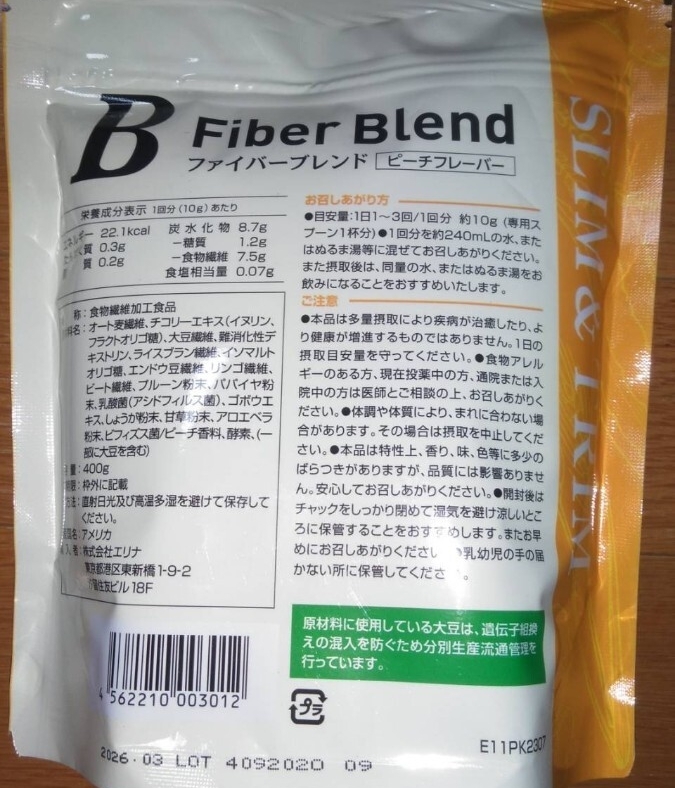 B Fiber Blend
ファイバーブレンド ピーチフレーバー
SLIM & TRIM
栄養成分表示 1回分(10g)あたり
エネルギー 22.1kcal 炭水化物 8.7g
質 0.3g −糖質 1.2g
質 0.2g −食物繊維 7.5g
食塩相当量 0.07g
称:食物繊維加工食品
名:オート麦繊維、チコリーエキス(イヌリン、
フラクトオリゴ糖)、大豆繊維、難消化性デ
キストリン、ライスブラン繊維、イソマルト
オリゴ糖、エンドウ豆繊維、リンゴ繊維、
ビート繊維、プルーン粉末、パパイヤ粉
末、乳酸菌(アシドフィルス菌)、ゴボウエ
キス、しょうが粉末、甘草粉末、アロエベラ
粉末、ビフィズス菌/ピーチ香料、酵素、(一
部に大豆を含む)
量:400g
限:枠外に記載
法:直射日光及び高温多湿を避けて保存して
ください。
名:アメリカ
者:株式会社エリナ
東京都港区東新橋1-9-2
住友ビル18F
お召しあがり方
●目安量:1日1〜3回/1回分 約10g (専用ス
プーン1杯分)●1回分を約240mLの水、また
はぬるま湯等に混ぜてお召しあがりください。
また摂取後は、同量の水、またはぬるま湯をお
飲みになることをおすすめいたします。
ご注意
●本品は多量摂取により疾病が治癒したり、よ
り健康が増進するものではありません。1日の
摂取目安量を守ってください。●食物アレル
ギーのある方、現在投薬中の方、通院または入
院中の方は医師とご相談の上、お召しあがりく
ださい。●体調や体質により、まれに合わない場
合があります。その場合は摂取を中止してくだ
さい。●本品は特性上、香り、味、色等に多少の
ばらつきがありますが、品質には影響ありませ
ん。安心してお召しあがりください。●開封後は
チャックをしっかり閉めて湿気を避け涼しいとこ
ろに保管することをおすすめします。またお早
めにお召しあがりください ●乳幼児の手の届
かない所に保管してくださ 。
原材料に使用している大豆は、遺伝子組換
えの混入を防ぐため分別生産流通管理を
行っています。
4 562210 003012
プラ
E11PK2307
2026.03 LOT 4092020 09